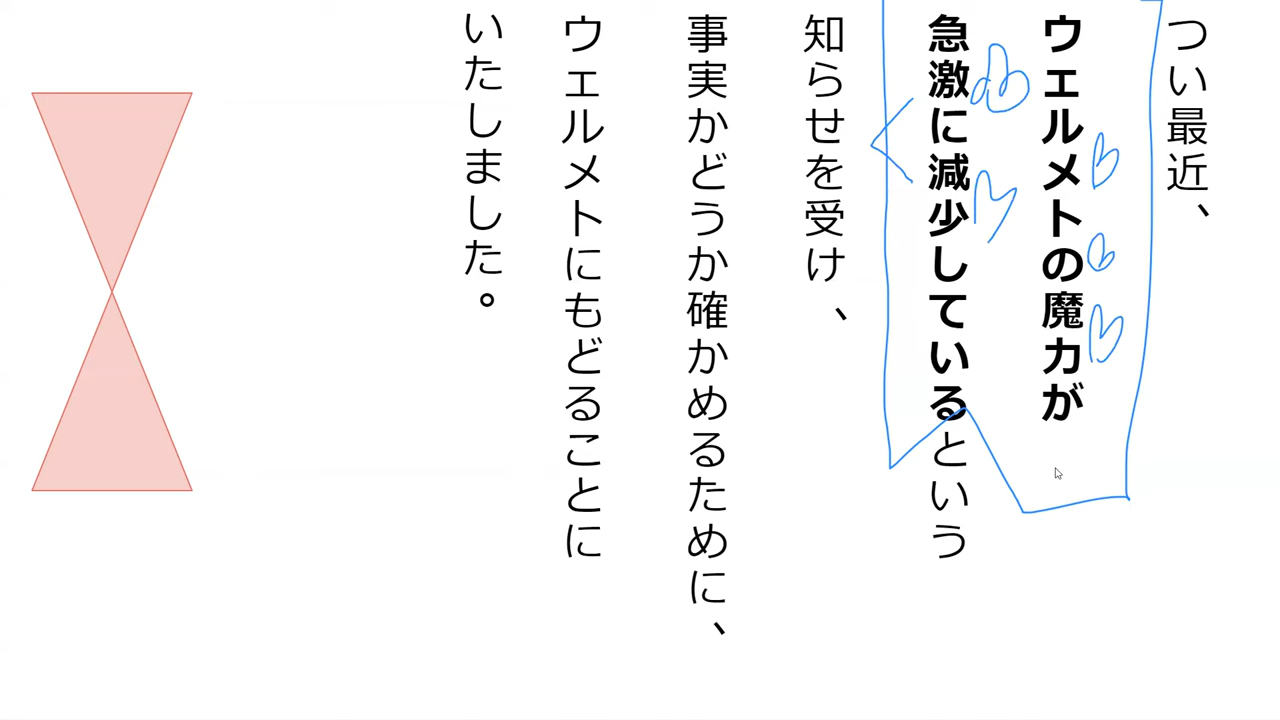 つい最近、
ウェルメトの魔力が
急激に減少しているという
知らせを受け、
事実かどうか確かめるために、
ウェルメトにもどることに
いたしました。